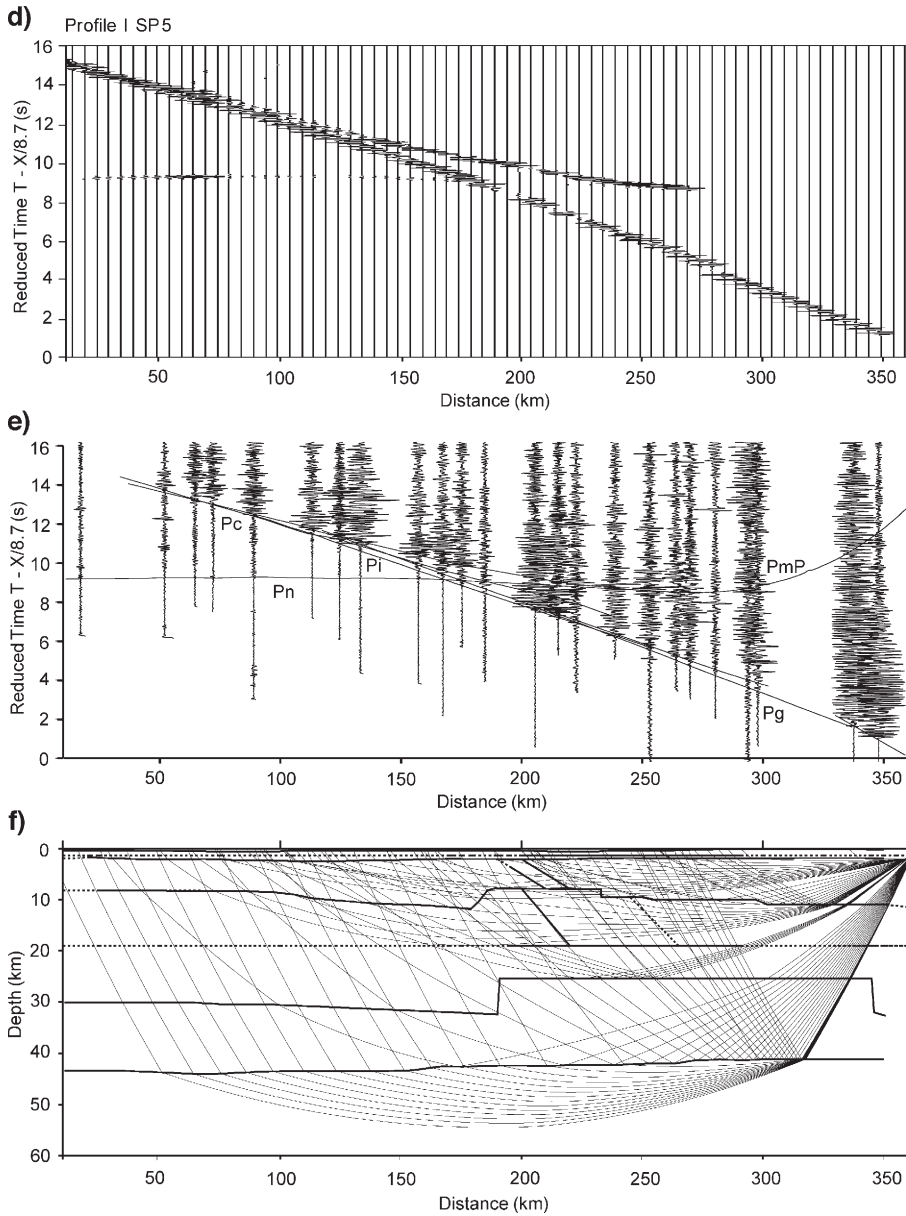 d)
Profile I SP5
16
14
12
10
8
6
4
2
0
Reduced Time T - X/8.7 (s)
50 100 150 200 250 300 350
Distance (km)
e)
16
14
12
10
8
6
4
2
0
Reduced Time T - X/8.7 (s)
Pc
Pi
Pn
PmP
Pg
50 100 150 200 250 300 350
Distance (km)
f)
0
10
20
30
40
50
60
Depth (km)
50 100 150 200 250 300 350
Distance (km)